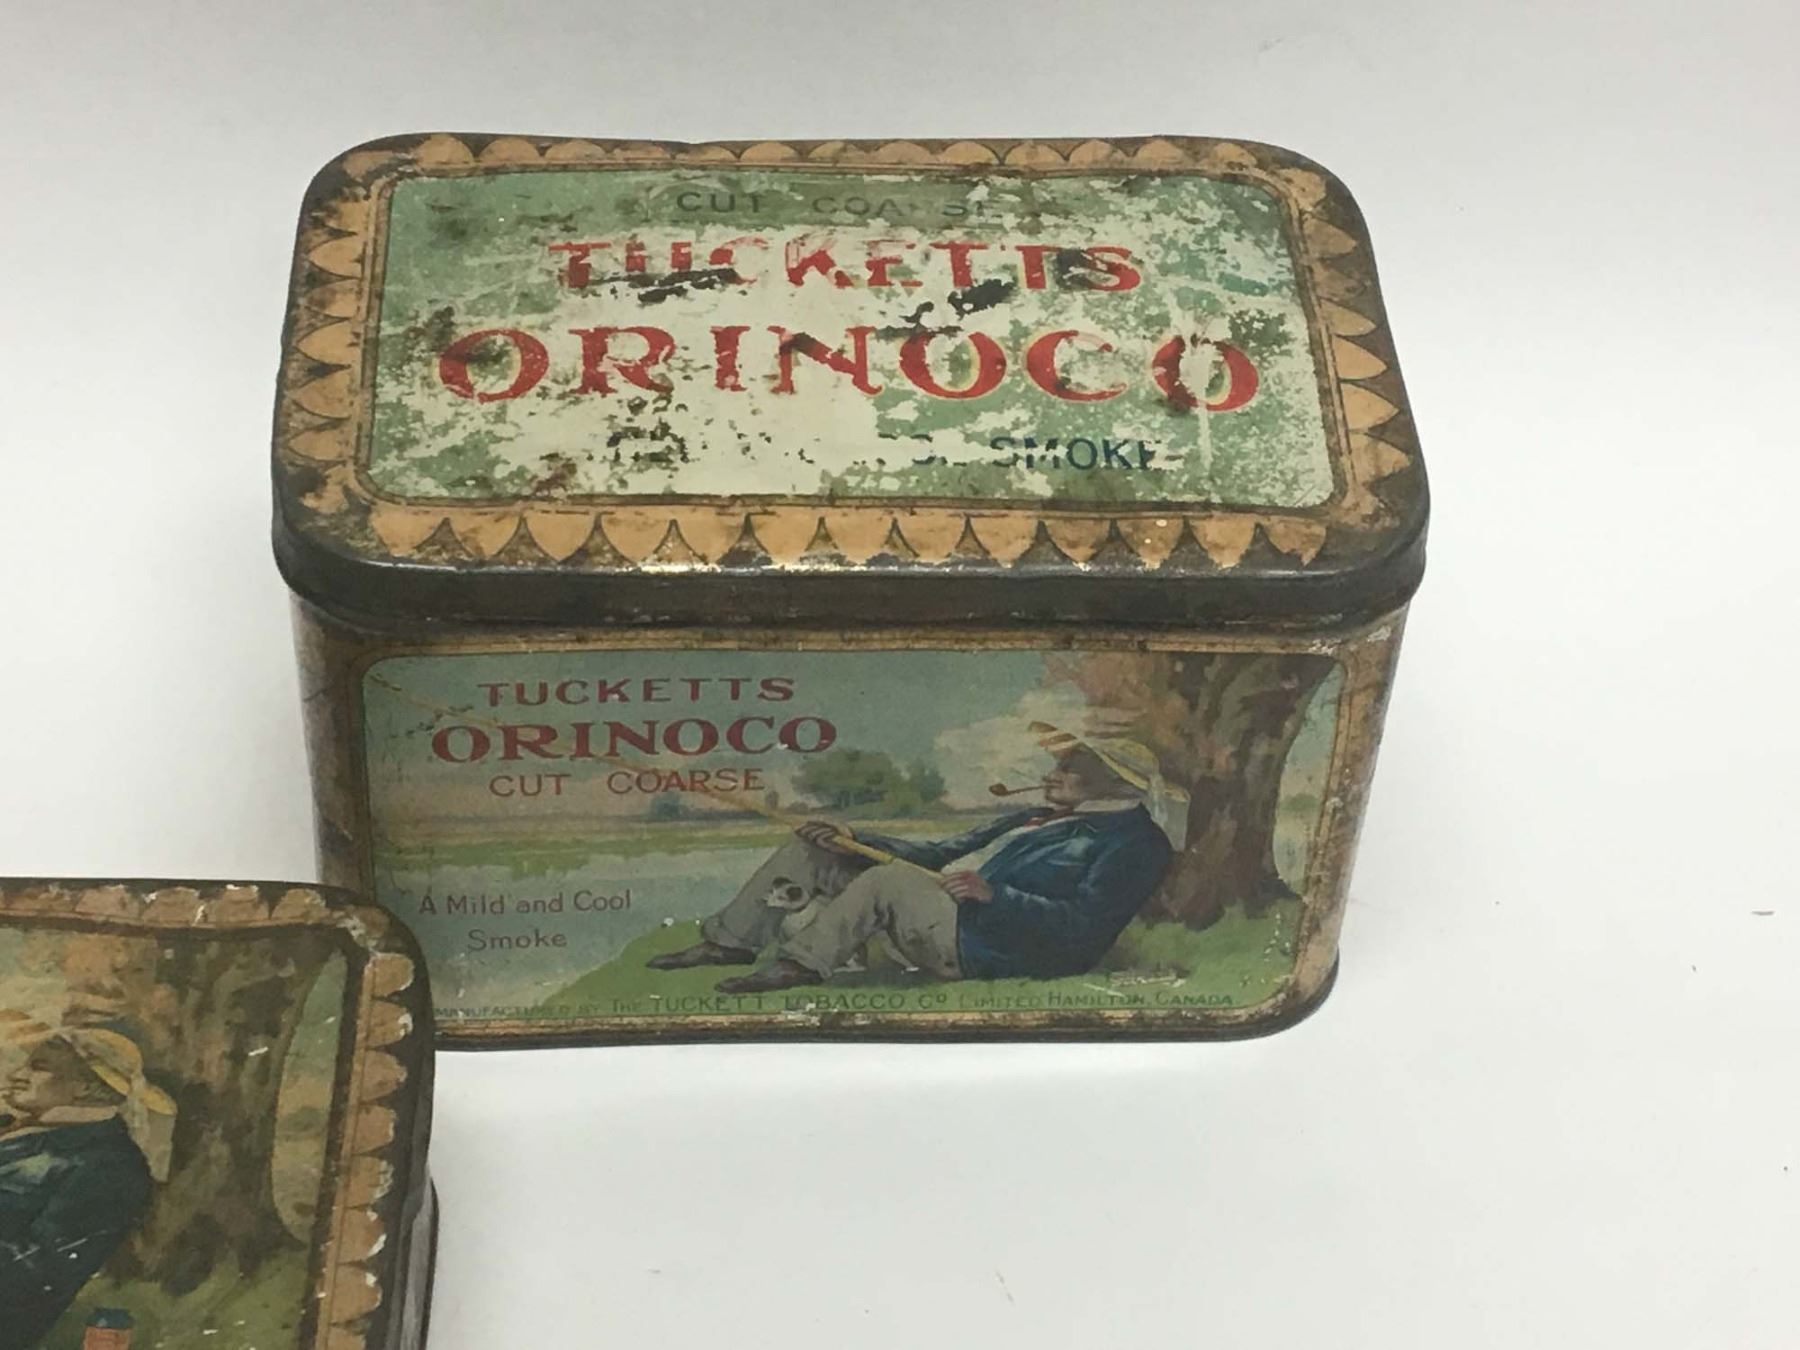 CUT COARSE
TUCKETTS
ORINOCO
SMOKE
TUCKETTS
ORINOCO
CUT COARSE
A Mild and Cool
Smoke
MANUFACTURED BY THE TUCKETT TOBACCO Co LIMITED HAMILTON, CANADA.